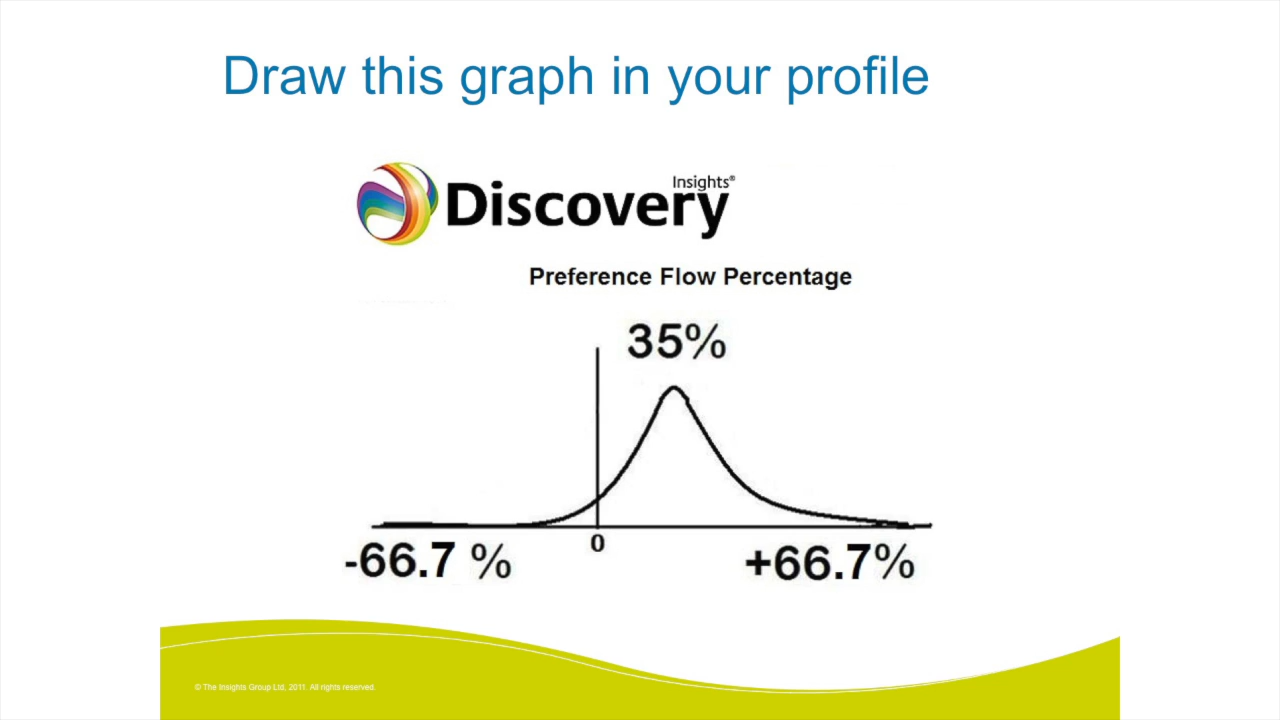 Draw this graph in your profile
Insights®
Discovery
Preference Flow Percentage
35%
0
-66.7 %
+66.7%
© The Insights Group Ltd, 2011. All rights reserved.